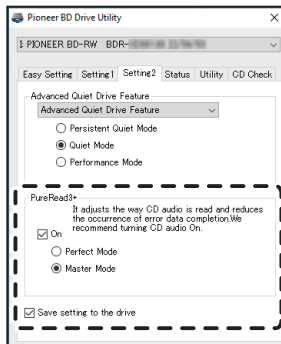 Pioneer BD Drive Utility
PIONEER BD-RW BDR-
Easy Setting Setting1 Setting2 Status Utility CD Check
Advanced Quiet Drive Feature
Advanced Quiet Drive Feature
Persistent Quiet Mode
Quiet Mode
Performance Mode
PureRead3+
It adjusts the way CD audio is read and reduces
the occurrence of error data completion.We
recommend turning CD audio On.
On
Perfect Mode
Master Mode
Save setting to the drive